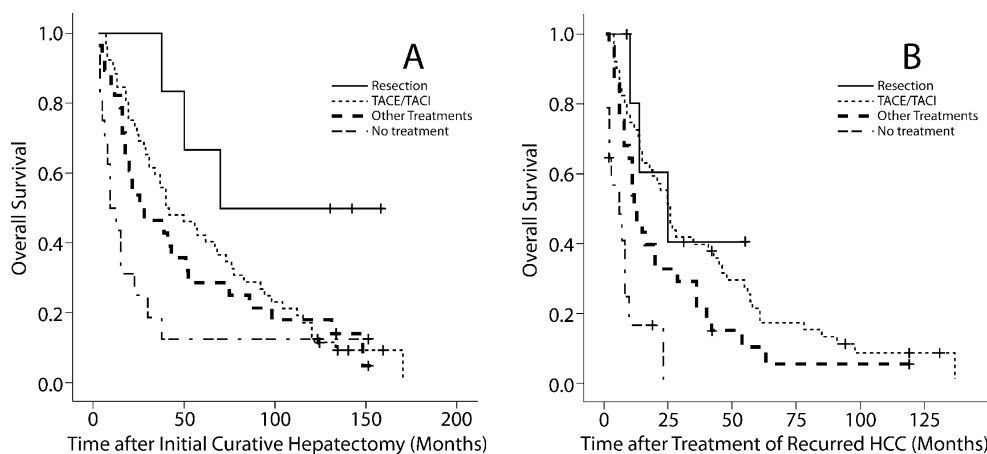 A
Resection
TACE/TACI
Other Treatments
No treatment
Overall Survival
1.0
0.8
0.6
0.4
0.2
0.0
0 50 100 150 200
Time after Initial Curative Hepatectomy (Months)
B
Resection
TACE/TACI
Other Treatments
No treatment
Overall Survival
1.0
0.8
0.6
0.4
0.2
0.0
0 25 50 75 100 125
Time after Treatment of Recurred HCC (Months)